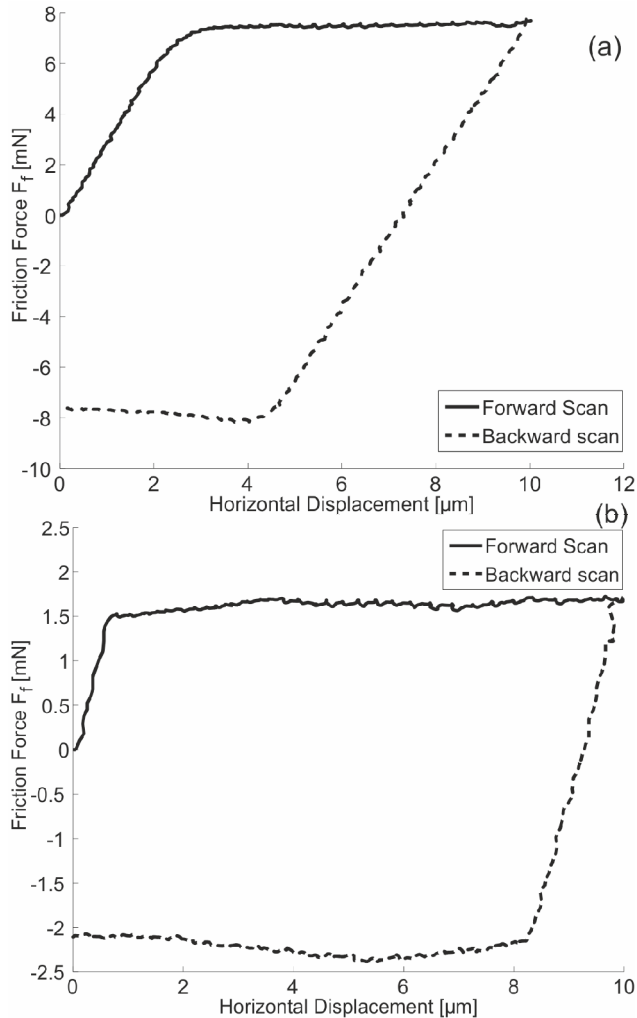 8
6
4
2
0
-2
-4
-6
-8
-10
Friction Force Ff [mN]
(a)
Forward Scan
Backward scan
0 2 4 6 8 10 12
Horizontal Displacement [µm]
(b)
2.5
2
1.5
1
0.5
0
-0.5
-1
-1.5
-2
-2.5
Friction Force Ff [mN]
Forward Scan
Backward scan
0 2 4 6 8 10
Horizontal Displacement [µm]